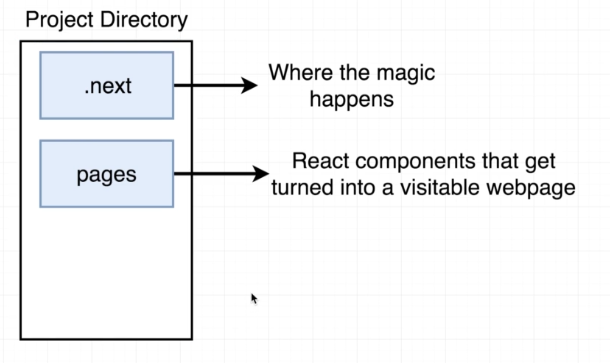 Project Directory
.next
Where the magic
happens
pages
React components that get
turned into a visitable webpage